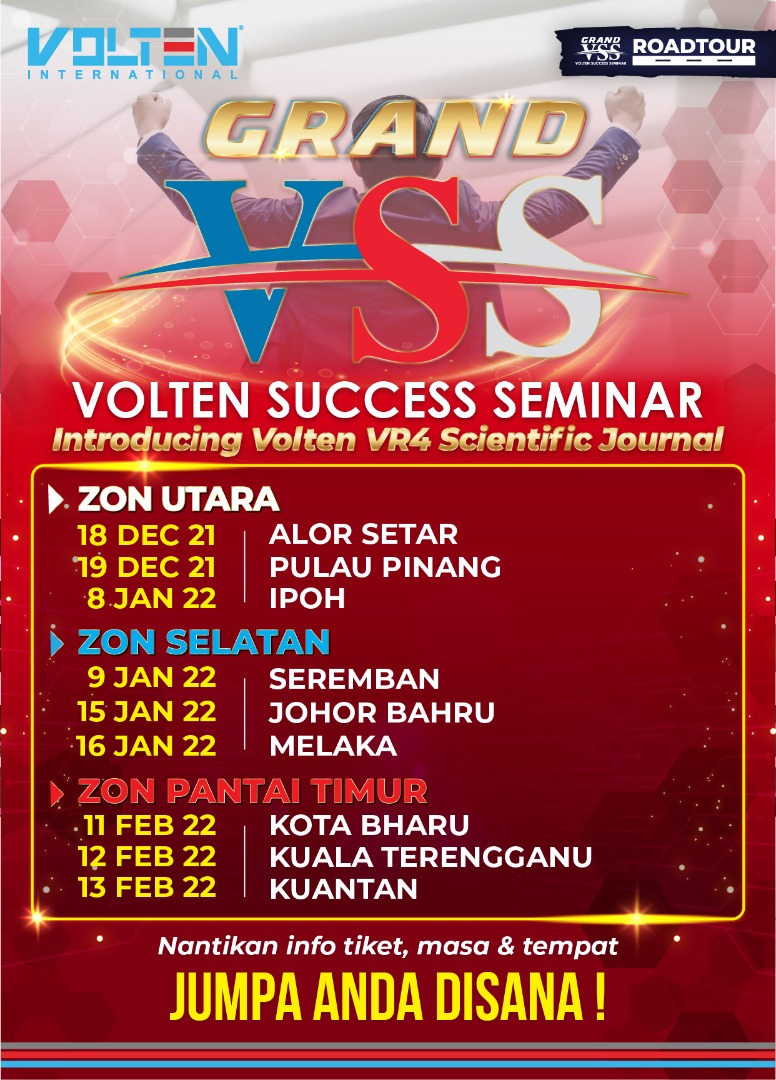 VOLTEN®
INTERNATIONAL
GRAND
VSS
VOLTEN SUCCESS SEMINAR
ROADTOUR
GRAND
VSS
VOLTEN SUCCESS SEMINAR
Introducing Volten VR4 Scientific Journal
ZON UTARA
18 DEC 21 ALOR SETAR
19 DEC 21 PULAU PINANG
8 JAN 22 IPOH
ZON SELATAN
9 JAN 22 SEREMBAN
15 JAN 22 JOHOR BAHRU
16 JAN 22 MELAKA
ZON PANTAI TIMUR
11 FEB 22 KOTA BHARU
12 FEB 22 KUALA TERENGGANU
13 FEB 22 KUANTAN
Nantikan info tiket, masa & tempat
JUMPA ANDA DISANA !